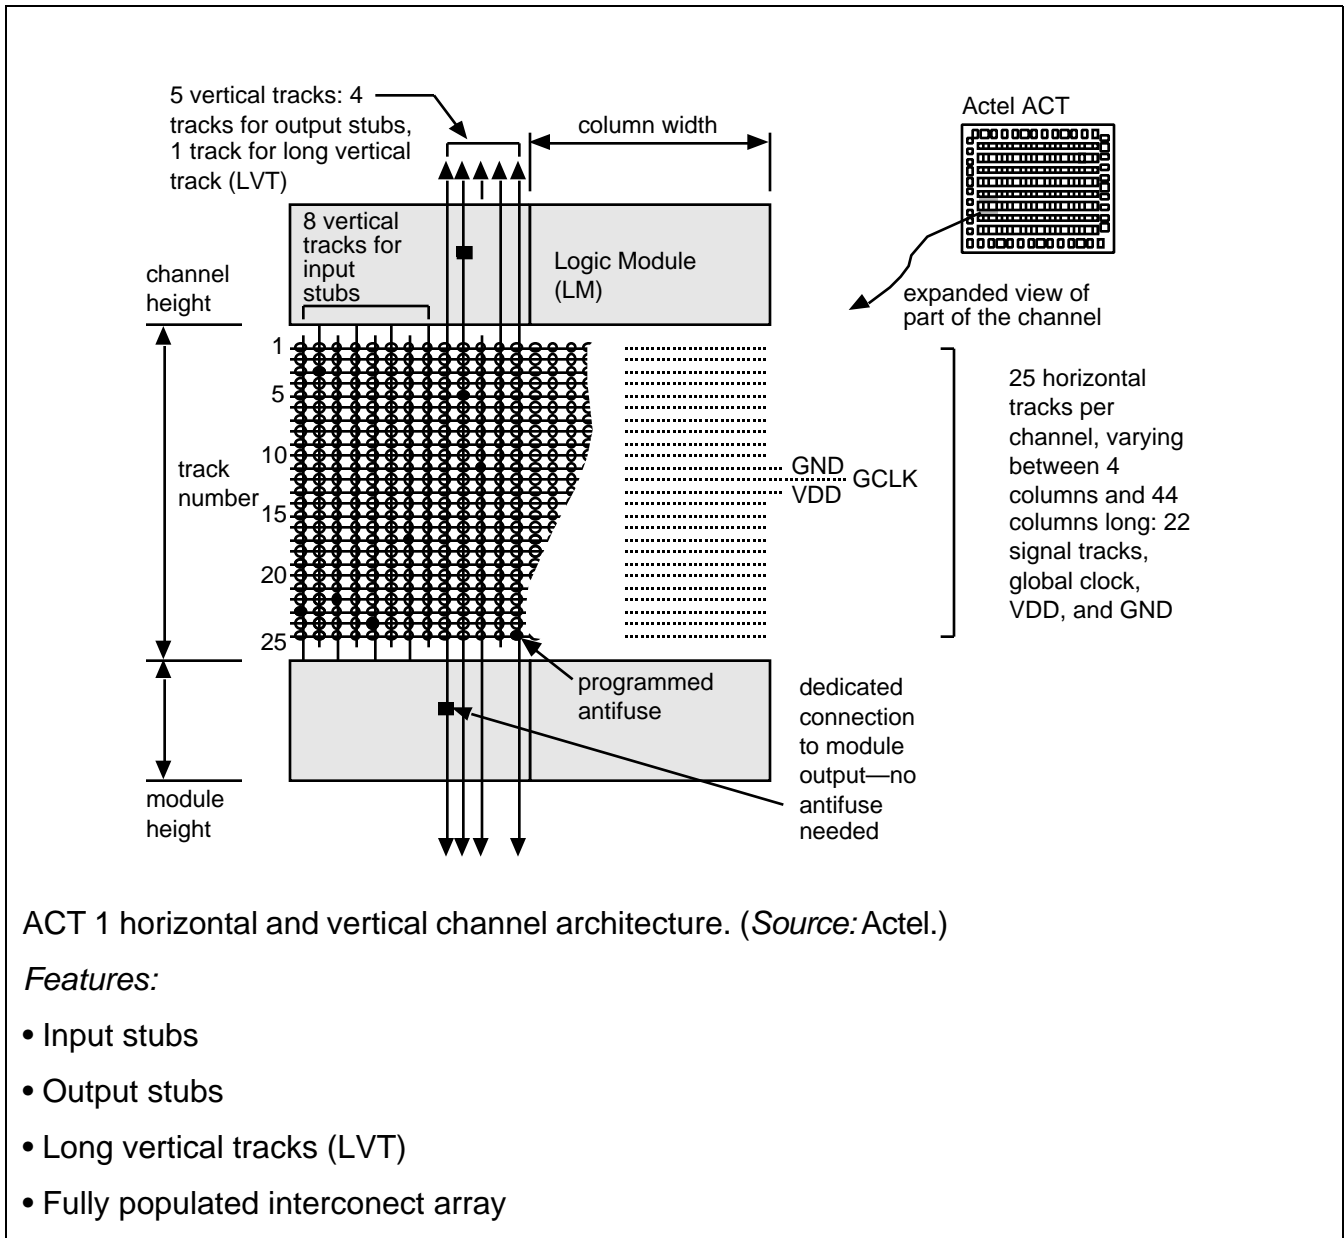 5 vertical tracks: 4
tracks for output stubs,
1 track for long vertical
track (LVT)
column width
Actel ACT
8 vertical
tracks for
input
stubs
Logic Module
(LM)
channel
height
expanded view of
part of the channel
1
5
10
15
20
25
track
number
GND
VDD
GCLK
25 horizontal
tracks per
channel, varying
between 4
columns and 44
columns long: 22
signal tracks,
global clock,
VDD, and GND
programmed
antifuse
dedicated
connection
to module
output—no
antifuse
needed
module
height
ACT 1 horizontal and vertical channel architecture. (Source: Actel.)
Features:
• Input stubs
• Output stubs
• Long vertical tracks (LVT)
• Fully populated interconect array